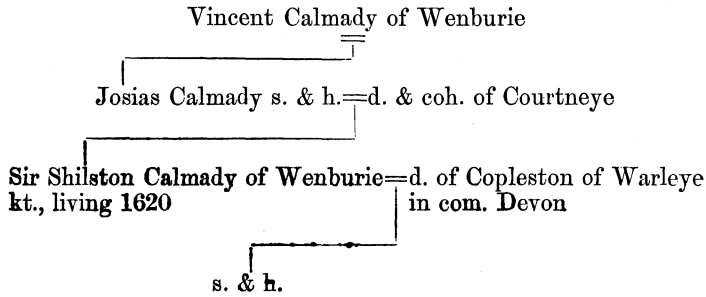 Vincent Calmady of Wenburie
Josias Calmady s. & h.=d. & coh. of Courtneye
Sir Shilston Calmady of Wenburie=d. of Copleston of Warleye
kt., living 1620 in com. Devon
s. & h.